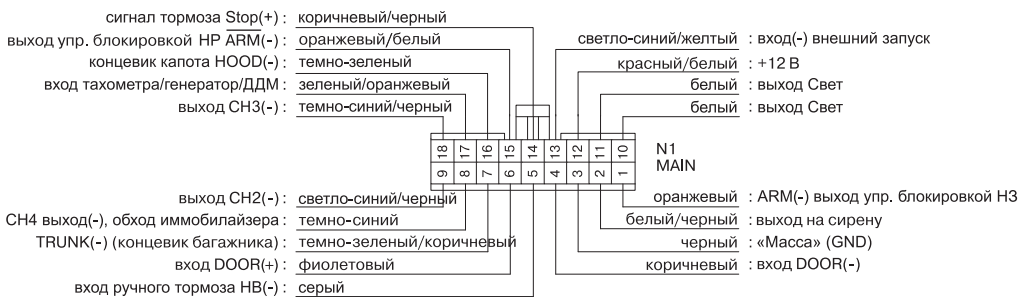 сигнал тормоза Stop(+) : коричневый/черный
выход упр. блокировкой НР ARM(-) : оранжевый/белый
светло-синий/желтый : вход(-) внешний запуск
концевик капота HOOD(-) : темно-зеленый
красный/белый : +12 В
вход тахометра/генератор/ДДМ : зеленый/оранжевый
белый : выход Свет
выход CH3(-) : темно-синий/черный
белый : выход Свет
18 17 16 15 14 13 12 11 10
N1
9 8 7 6 5 4 3 2 1
MAIN
выход CH2(-) : светло-синий/черный
оранжевый : ARM(-) выход упр. блокировкой НЗ
CH4 выход(-), обход иммобилайзера : темно-синий
белый/черный : выход на сирену
TRUNK(-) (концевик багажника) : темно-зеленый/коричневый
черный : «Масса» (GND)
вход DOOR(+) : фиолетовый
коричневый : вход DOOR(-)
вход ручного тормоза HB(-) : серый